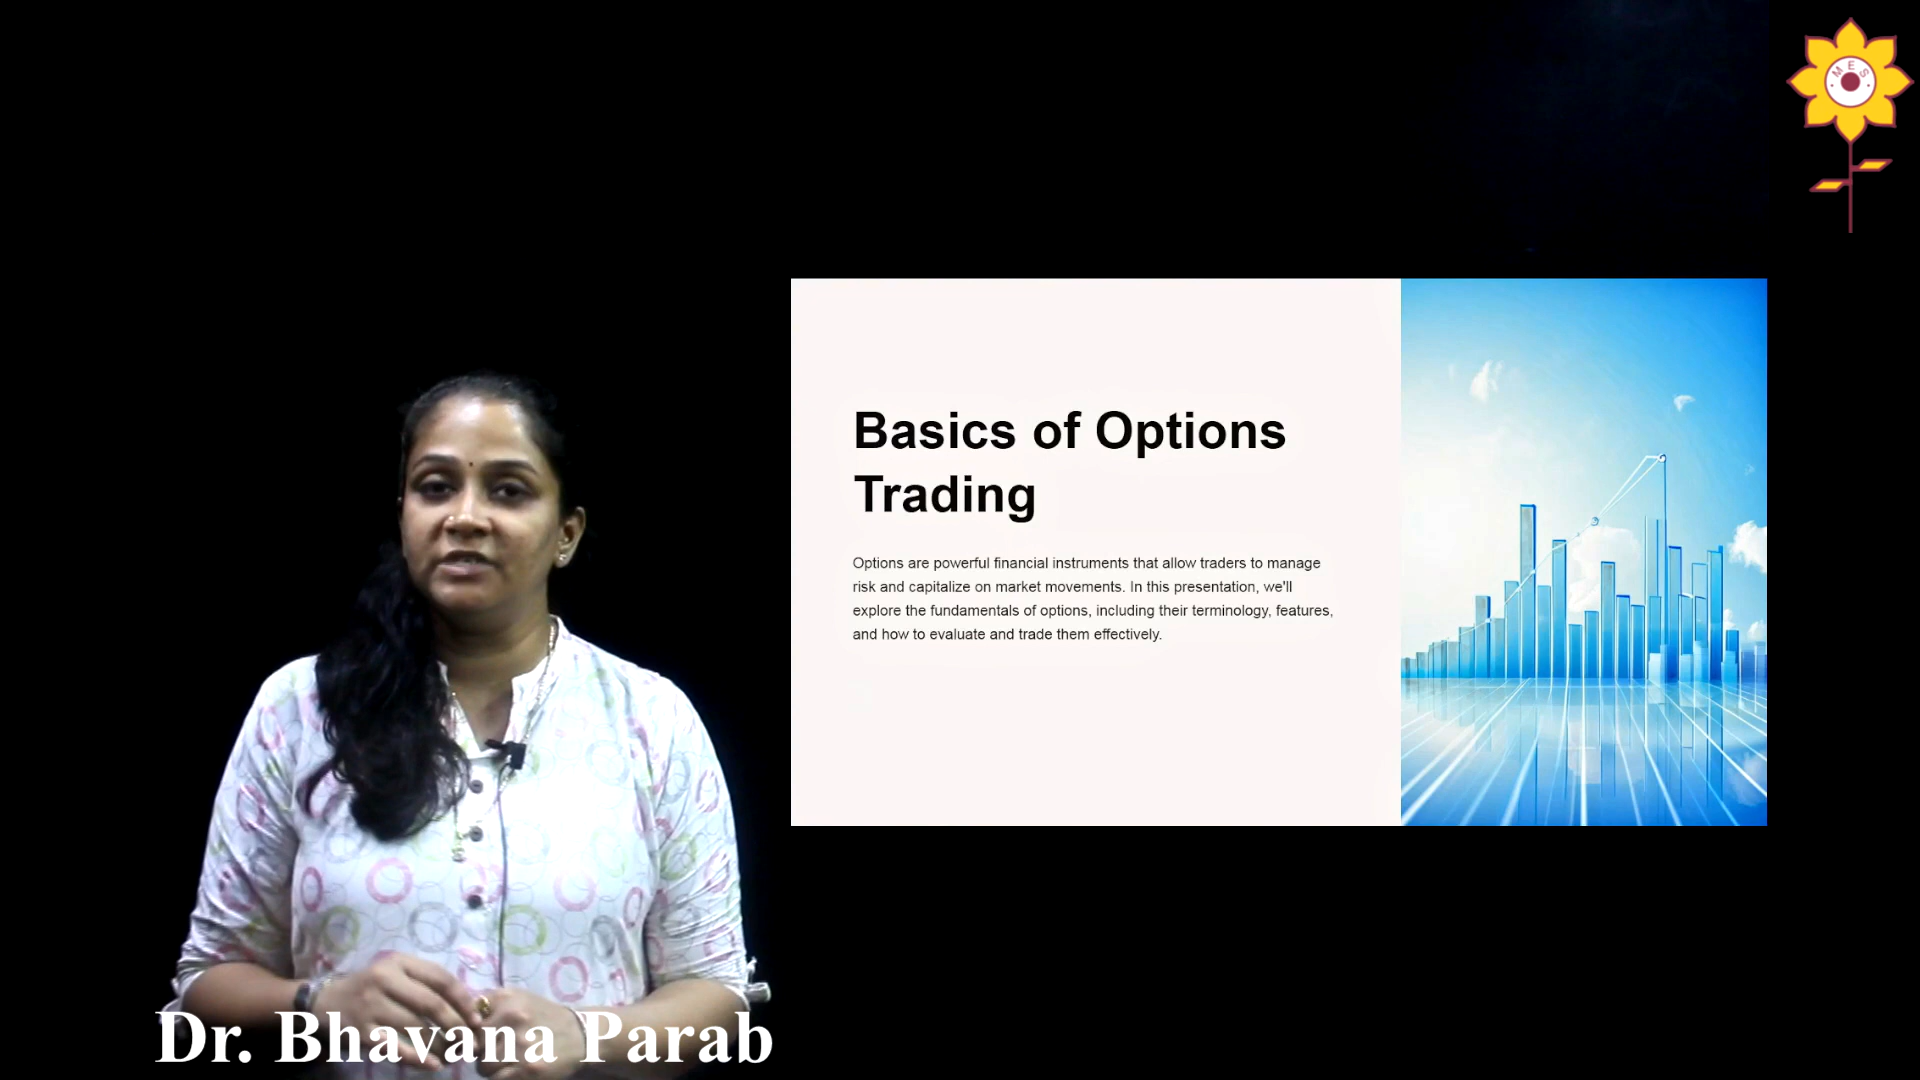 MES
Basics of Options
Trading
Options are powerful financial instruments that allow traders to manage
risk and capitalize on market movements. In this presentation, we'll
explore the fundamentals of options, including their terminology, features,
and how to evaluate and trade them effectively.
Dr. Bhavana Parab